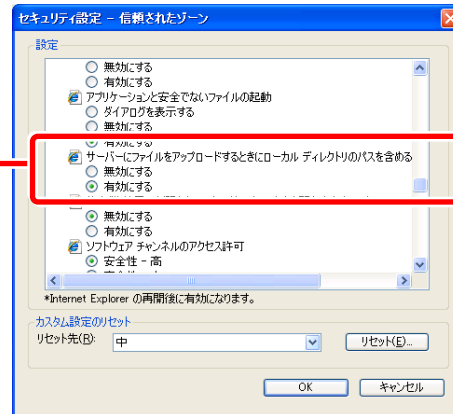 セキュリティ設定 - 信頼されたゾーン
設定
無効にする
有効にする
アプリケーションと安全でないファイルの起動
ダイアログを表示する
無効にする
有効にする
サーバーにファイルをアップロードするときにローカル ディレクトリのパスを含める
無効にする
有効にする
無効にする
有効にする
ソフトウェア チャンネルのアクセス許可
安全性 - 高
*Internet Explorer の再開後に有効になります。
カスタム設定のリセット
リセット先(R): 中 リセット(E)...
OK キャンセル